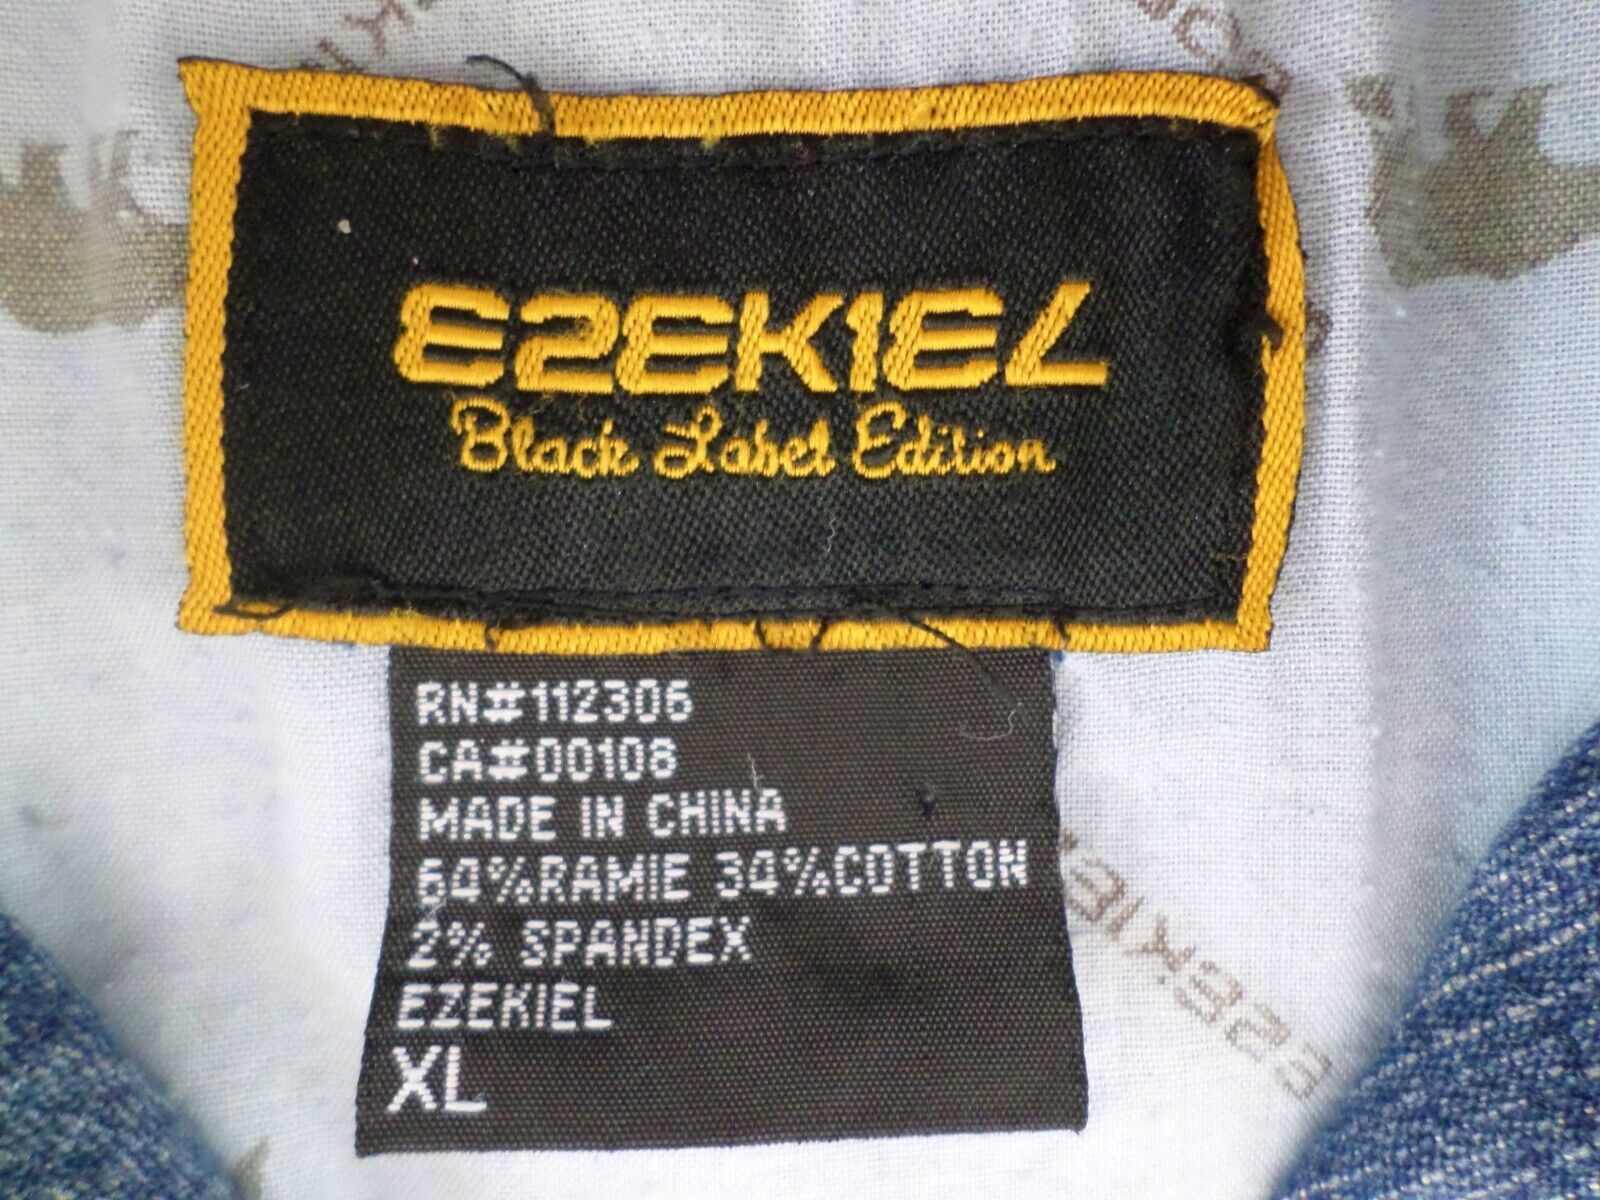 EZEKIEL
Black Label Edition
RN#112306
CA#00108
MADE IN CHINA
64%RAMIE 34%COTTON
2% SPANDEX
EZEKIEL
XL
EZEKIEL